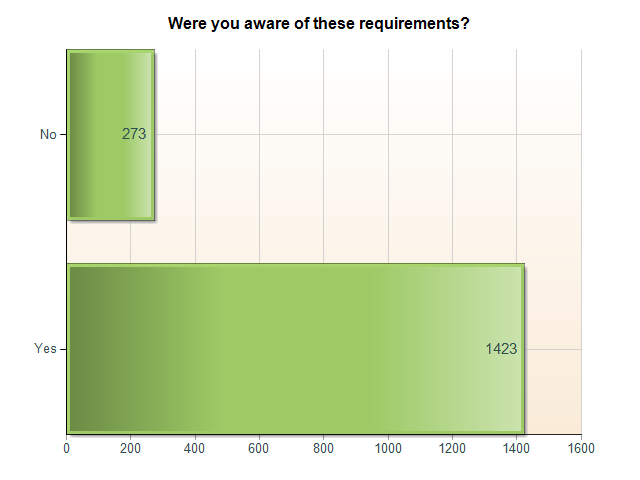 Were you aware of these requirements?
No
273
Yes
1423
0 200 400 600 800 1000 1200 1400 1600